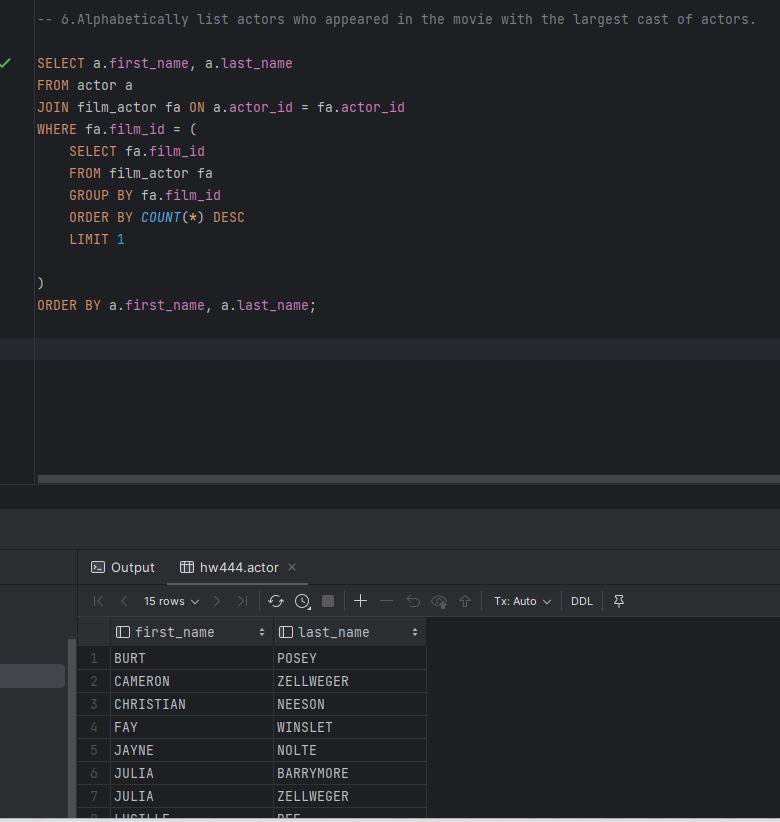 -- 6.Alphabetically list actors who appeared in the movie with the largest cast of actors.
SELECT a.first_name, a.last_name
FROM actor a
JOIN film_actor fa ON a.actor_id = fa.actor_id
WHERE fa.film_id = (
SELECT fa.film_id
FROM film_actor fa
GROUP BY fa.film_id
ORDER BY COUNT(*) DESC
LIMIT 1
)
ORDER BY a.first_name, a.last_name;
Output hw444.actor
15 rows Tx: Auto DDL
first_name last_name
1 BURT POSEY
2 CAMERON ZELLWEGER
3 CHRISTIAN NEESON
4 FAY WINSLET
5 JAYNE NOLTE
6 JULIA BARRYMORE
7 JULIA ZELLWEGER